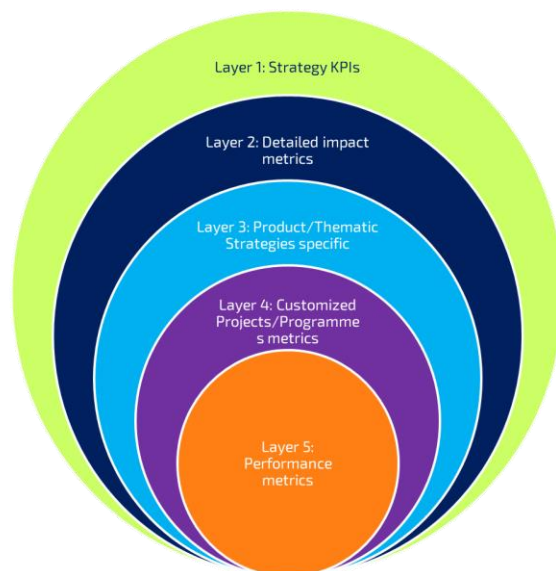 Layer 1: Strategy KPIs
Layer 2: Detailed impact
metrics
Layer 3: Product/Thematic
Strategies specific
Layer 4: Customized
Projects/Programme
s metrics
Layer 5:
Performance
metrics